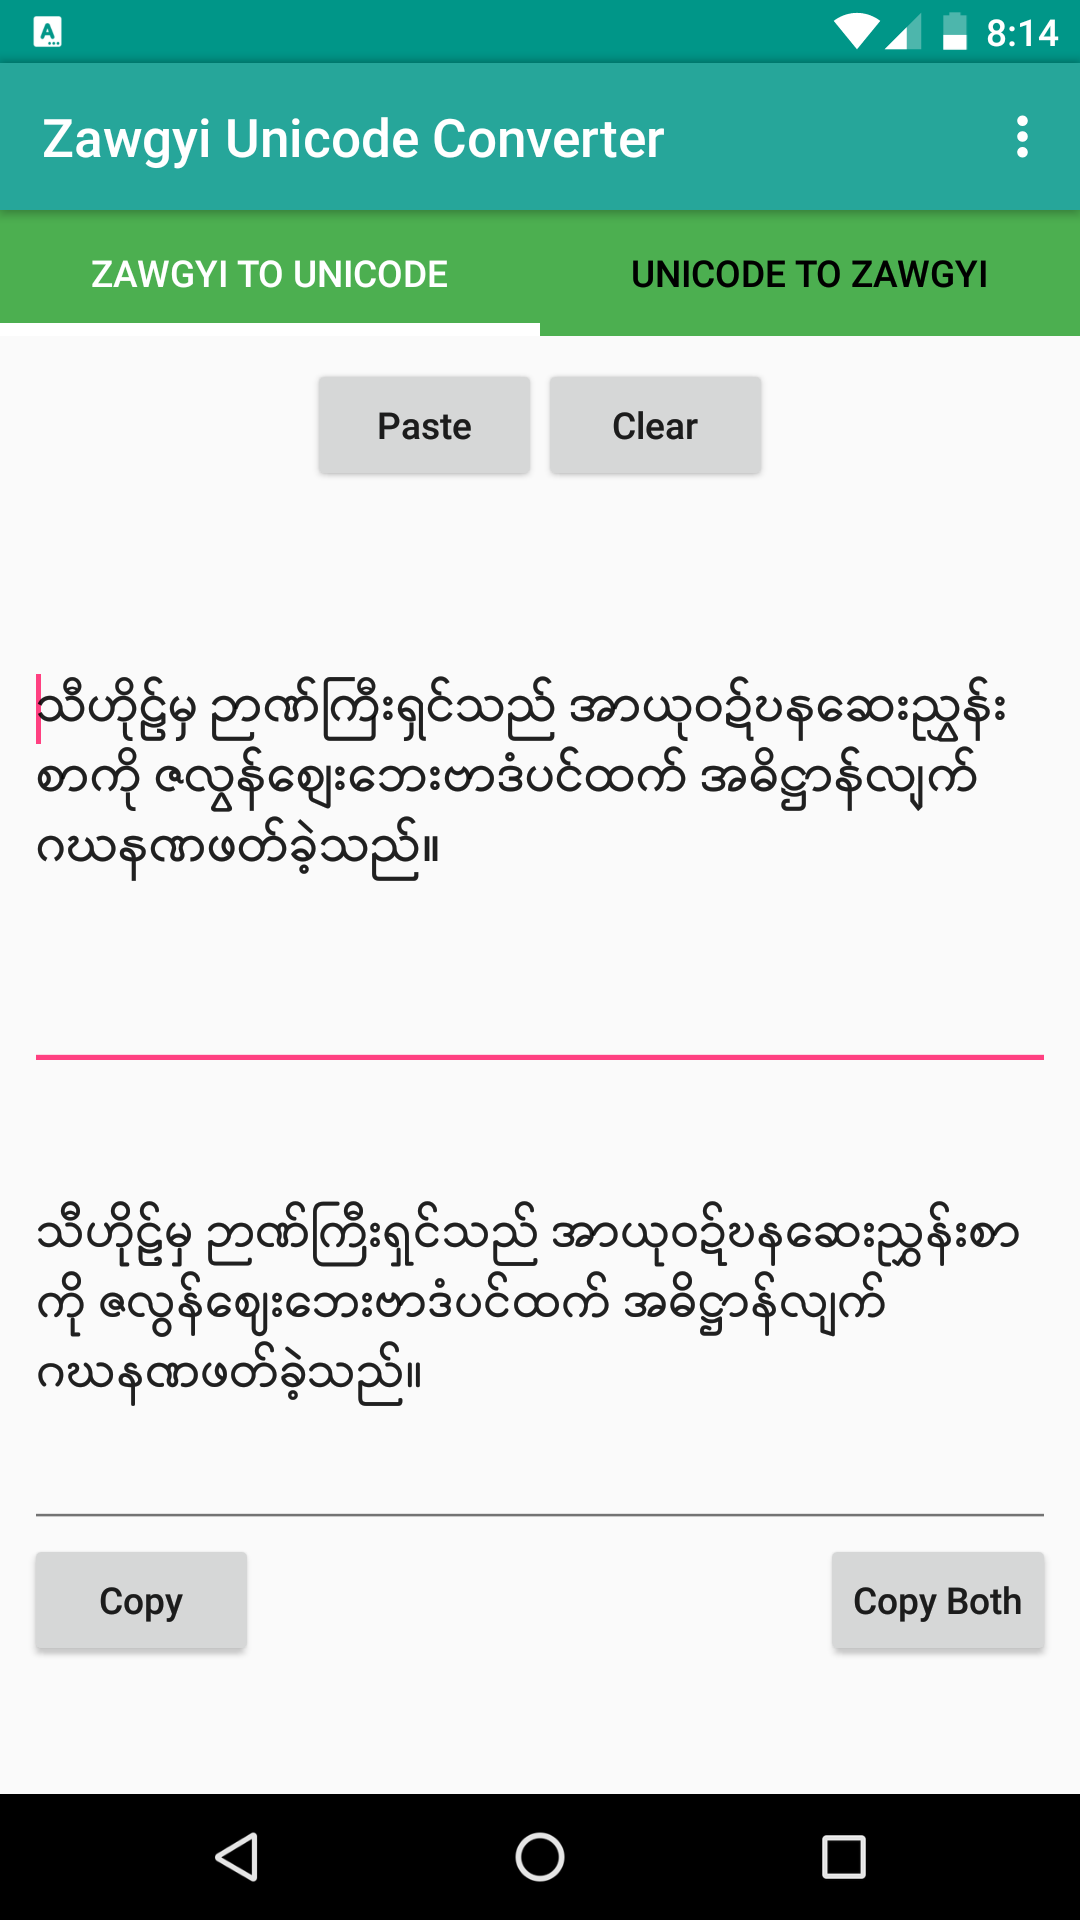 8:14
Zawgyi Unicode Converter
ZAWGYI TO UNICODE
UNICODE TO ZAWGYI
Paste
Clear
သီဟိုဠ်မှ ဉာဏ်ကြီးရှင်သည် အာယုဝဍ်ဎနဆေးညွှန်း
စာကို ဇလွန်ဈေးဘေးဗာဒံပင်ထက် အဓိဋ္ဌာန်လျက်
ဂဃနဏဖတ်ခဲ့သည်။
သီဟိုဠ်မှ ဉာဏ်ကြီးရှင်သည် အာယုဝဍ်ဎနဆေးညွှန်းစာ
ကို ဇလွန်ဈေးဘေးဗာဒံပင်ထက် အဓိဋ္ဌာန်လျက်
ဂဃနဏဖတ်ခဲ့သည်။
Copy
Copy Both